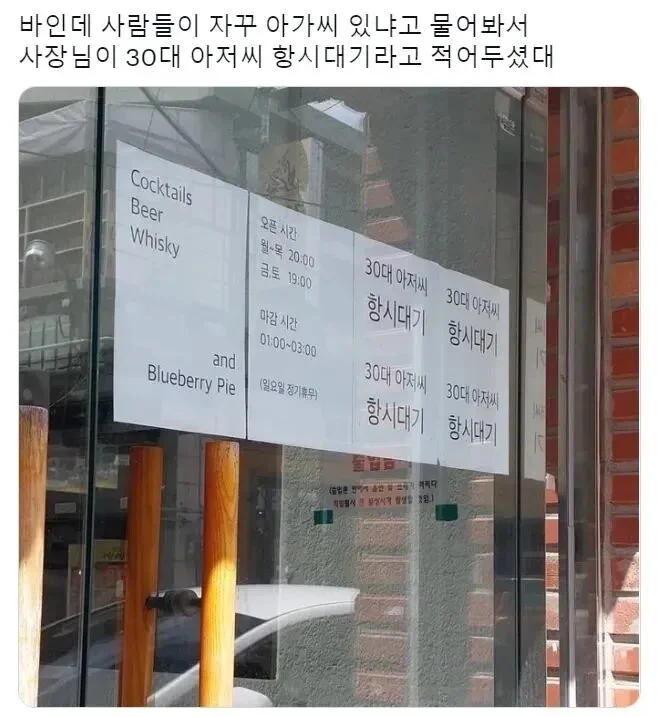 바인데 사람들이 자꾸 아가씨 있냐고 물어봐서
사장님이 30대 아저씨 항시대기라고 적어두셨대
Cocktails
Beer
Whisky
and
Blueberry Pie
오픈 시간
월~목 20:00
금,토 19:00
마감 시간
01:00~03:00
(일요일 정기휴무)
30대 아저씨
항시대기
30대 아저씨
항시대기
30대 아저씨
항시대기
30대 아저씨
항시대기